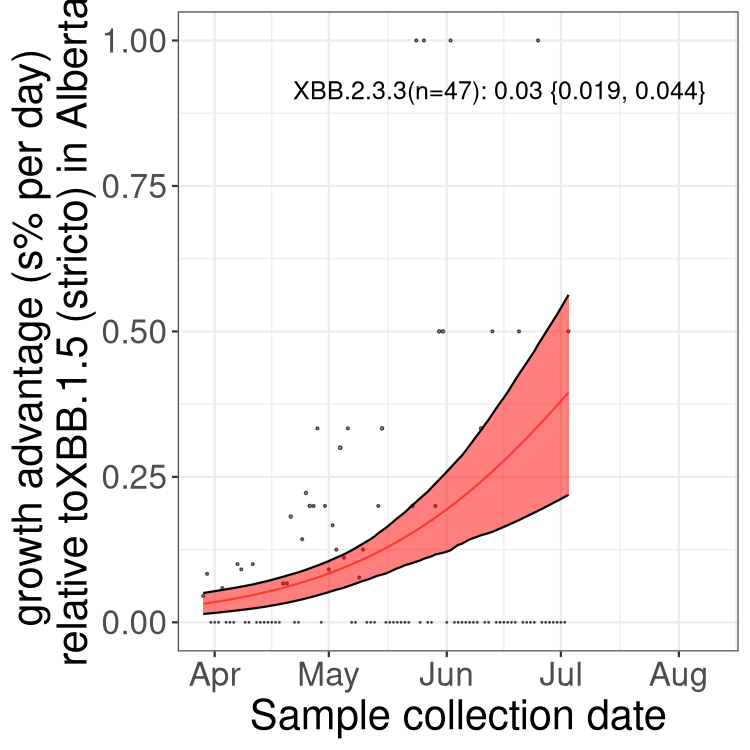 growth advantage (s% per day)
relative toXBB.1.5 (stricto) in Alberta
1.00
0.75
0.50
0.25
0.00
XBB.2.3.3(n=47): 0.03 {0.019, 0.044}
Apr May Jun Jul Aug
Sample collection date